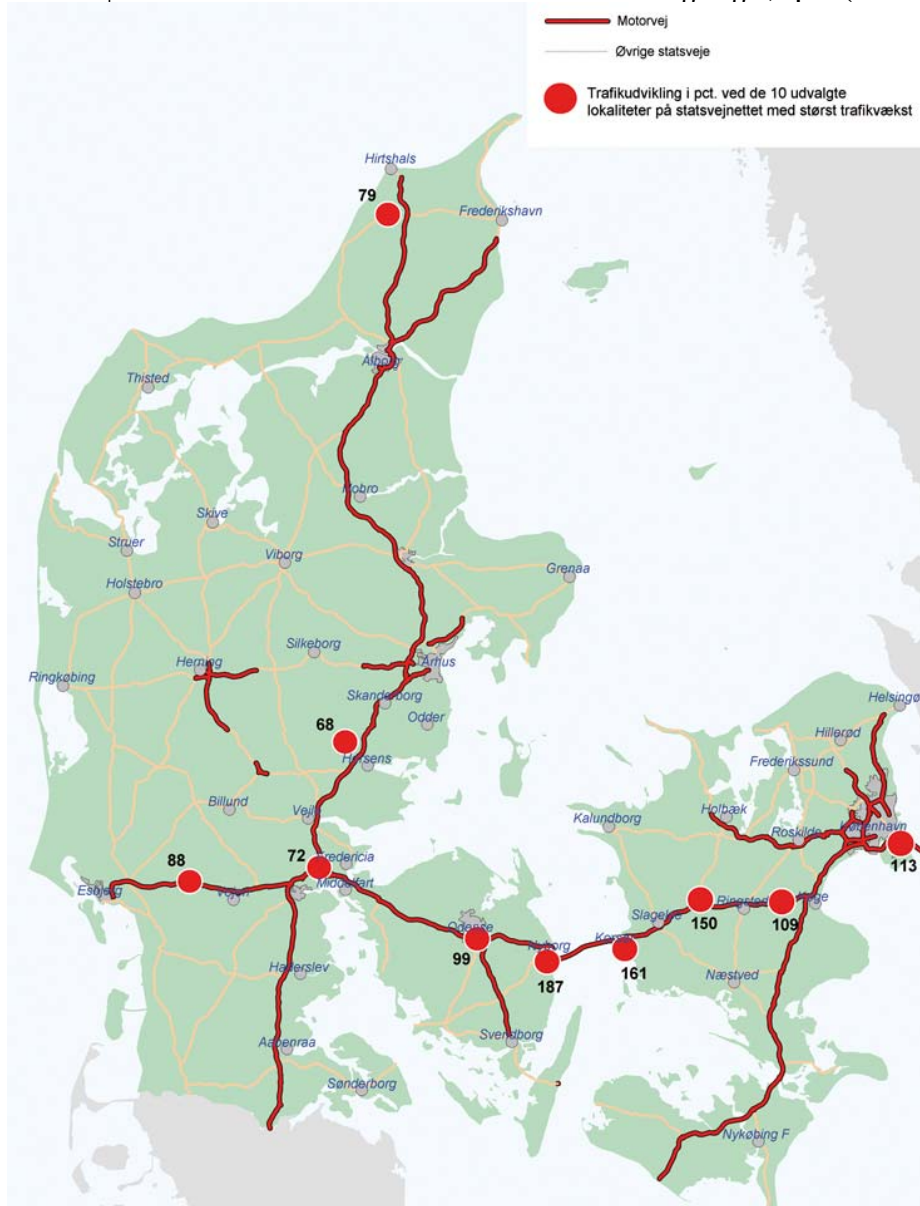 Motorvej
Øvrige statsveje
Trafikudvikling i pct. ved de 10 udvalgte
lokaliteter på statsvejnettet med størst trafikvækst
Hirtshals
79
Frederikshavn
Ålborg
Thisted
Hobro
Skive
Struer
Viborg
Grenaa
Holstebro
Silkeborg
Herning
Århus
Ringkøbing
Skanderborg
Helsingø
Odder
68
Hillerød
Horsens
Frederikssund
Billund
Vejle
Holbæk
Kalundborg
København
Roskilde
113
88
72
Fredericia
Esbjerg
Vejen
Middelfart
150
Ringsted
109
Køge
Slagelse
Odense
99
Nyborg
187
Korsør
161
Haderslev
Næstved
Svendborg
Aabenraa
Sønderborg
Nykøbing F